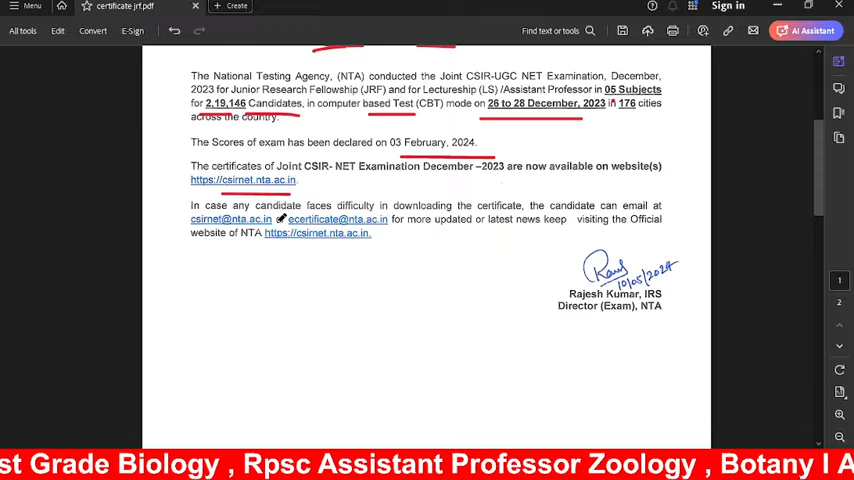 Menu
certificate jrf.pdf
Create
Sign in
All tools
Edit
Convert
E-Sign
Find text or tools
AI Assistant
The National Testing Agency, (NTA) conducted the Joint CSIR-UGC NET Examination, December,
2023 for Junior Research Fellowship (JRF) and for Lectureship (LS) /Assistant Professor in 05 Subjects
for 2,19,146 Candidates, in computer based Test (CBT) mode on 26 to 28 December, 2023 in 176 cities
across the country.
The Scores of exam has been declared on 03 February, 2024.
The certificates of Joint CSIR- NET Examination December –2023 are now available on website(s)
https://csirnet.nta.ac.in.
In case any candidate faces difficulty in downloading the certificate, the candidate can email at
csirnet@nta.ac.in ecertificate@nta.ac.in for more updated or latest news keep visiting the Official
website of NTA https://csirnet.nta.ac.in.
10/05/2024
Rajesh Kumar, IRS
Director (Exam), NTA
1
2
st Grade Biology , Rpsc Assistant Professor Zoology , Botany I A